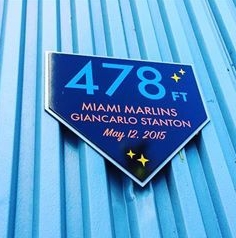 478 FT
MIAMI MARLINS
GIANCARLO STANTON
May 12, 2015